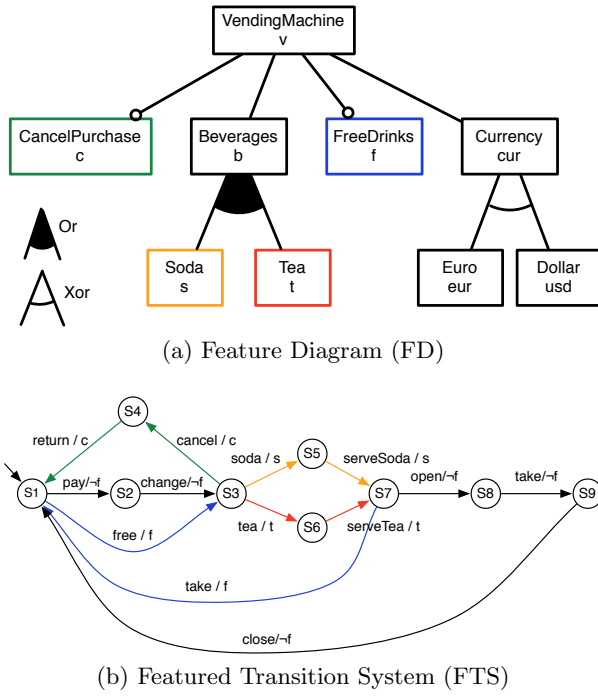 VendingMachine
v
CancelPurchase
c
Beverages
b
FreeDrinks
f
Currency
cur
Or
Xor
Soda
s
Tea
t
Euro
eur
Dollar
usd
(a) Feature Diagram (FD)
S4
return / c
cancel / c
soda / s
S5
serveSoda / s
S1
pay/¬f
S2
change/¬f
S3
S7
open/¬f
S8
take/¬f
S9
free / f
tea / t
S6
serveTea / t
take / f
close/¬f
(b) Featured Transition System (FTS)